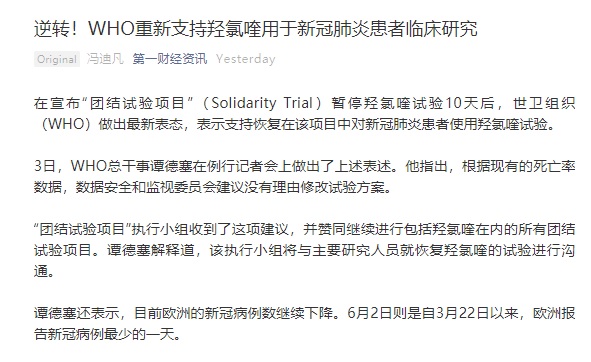 逆转！WHO重新支持羟氯喹用于新冠肺炎患者临床研究
Original 冯迪凡 第一财经资讯 Yesterday
在宣布“团结试验项目”（Solidarity Trial）暂停羟氯喹试验10天后，世卫组织
（WHO）做出最新表态，表示支持恢复在该项目中对新冠肺炎患者使用羟氯喹试验。
3日，WHO总干事谭德塞在例行记者会上做出了上述表述。他指出，根据现有的死亡率
数据，数据安全和监视委员会建议没有理由修改试验方案。
“团结试验项目”执行小组收到了这项建议，并赞同继续进行包括羟氯喹在内的所有团结
试验项目。谭德塞解释道，该执行小组将与主要研究人员就恢复羟氯喹的试验进行沟
通。
谭德塞还表示，目前欧洲的新冠病例数继续下降。6月2日则是自3月22日以来，欧洲报
告新冠病例最少的一天。